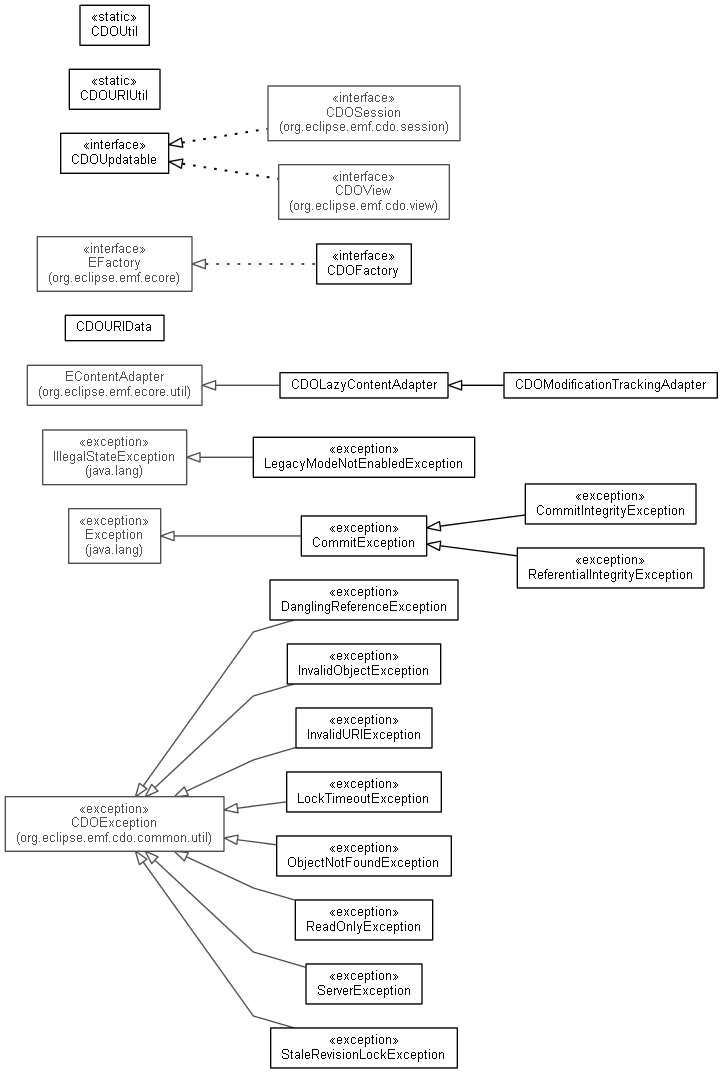 «static»
CDOUtil
«static»
CDOURIUtil
«interface»
CDOSession
(org.eclipse.emf.cdo.session)
«interface»
CDOUpdatable
«interface»
CDOView
(org.eclipse.emf.cdo.view)
«interface»
EFactory
(org.eclipse.emf.ecore)
«interface»
CDOFactory
CDOURIData
EContentAdapter
(org.eclipse.emf.ecore.util)
CDOLazyContentAdapter
CDOModificationTrackingAdapter
«exception»
IllegalStateException
(java.lang)
«exception»
LegacyModeNotEnabledException
«exception»
Exception
(java.lang)
«exception»
CommitException
«exception»
CommitIntegrityException
«exception»
ReferentialIntegrityException
«exception»
DanglingReferenceException
«exception»
InvalidObjectException
«exception»
InvalidURIException
«exception»
LockTimeoutException
«exception»
CDOException
(org.eclipse.emf.cdo.common.util)
«exception»
ObjectNotFoundException
«exception»
ReadOnlyException
«exception»
ServerException
«exception»
StaleRevisionLockException